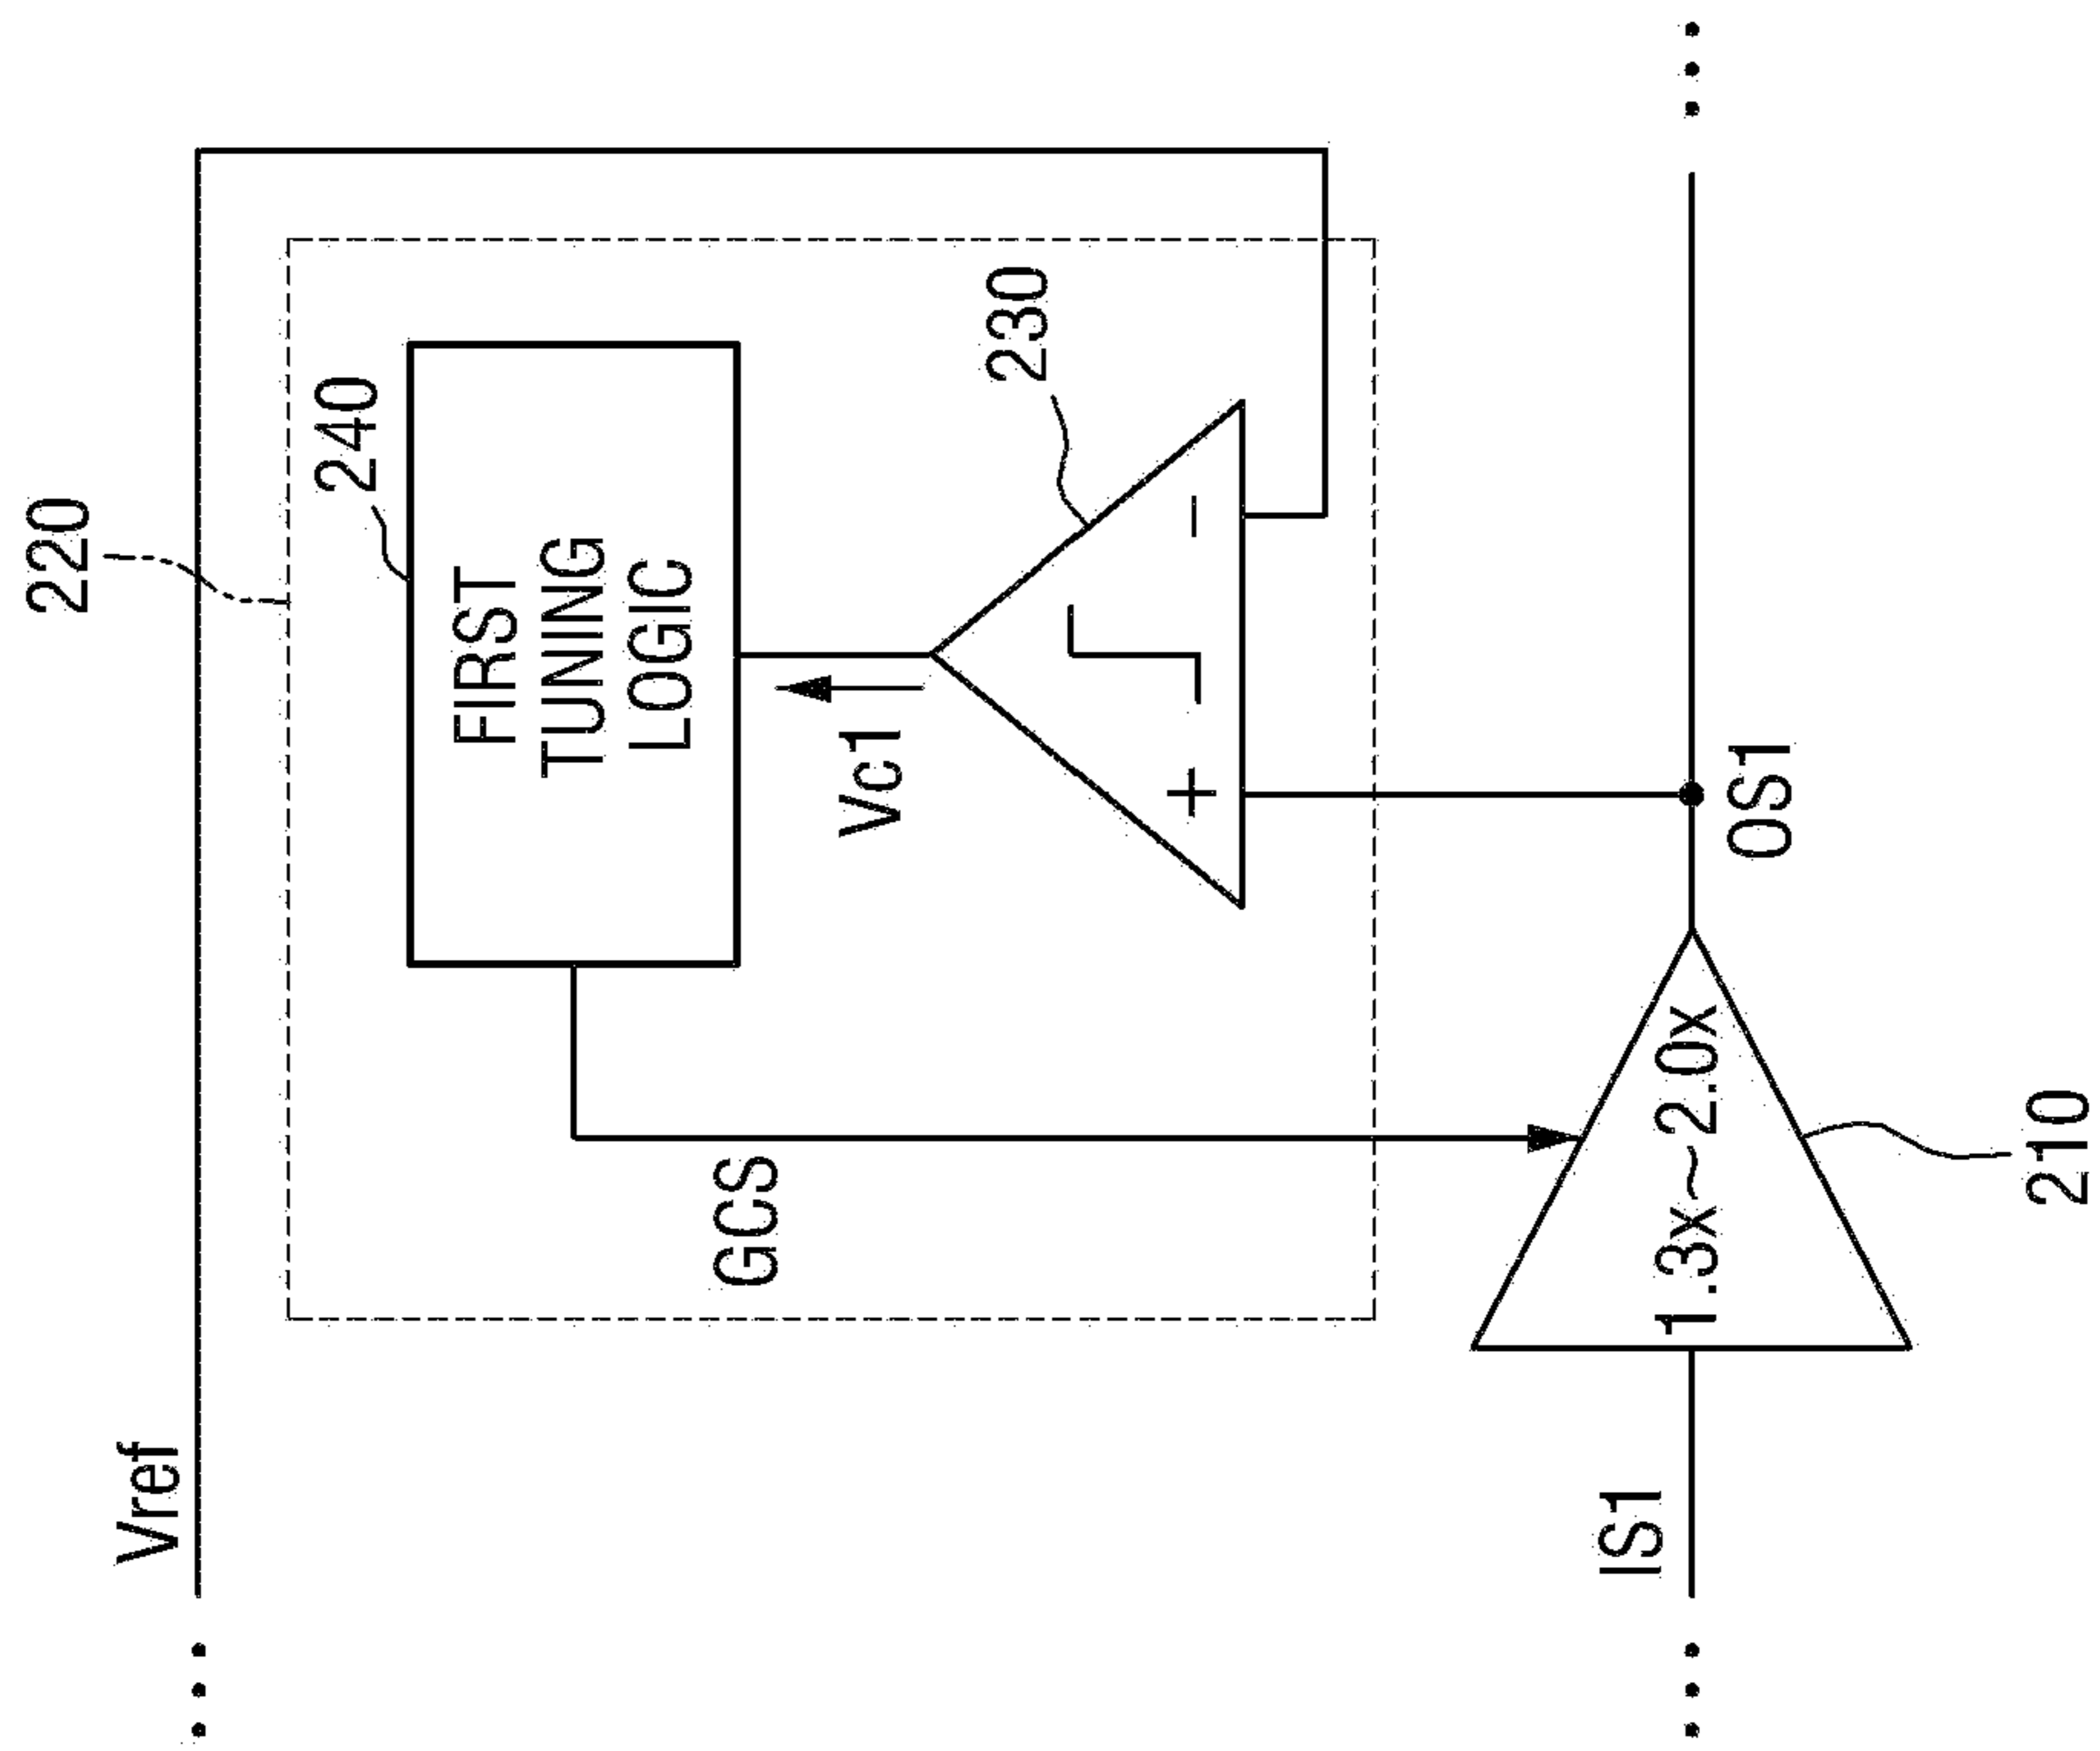 220
240
FIRST
TUNING
LOGIC
230
Vc1
+
−
GCS
Vref
OS1
1.3x~2.0x
IS1
210